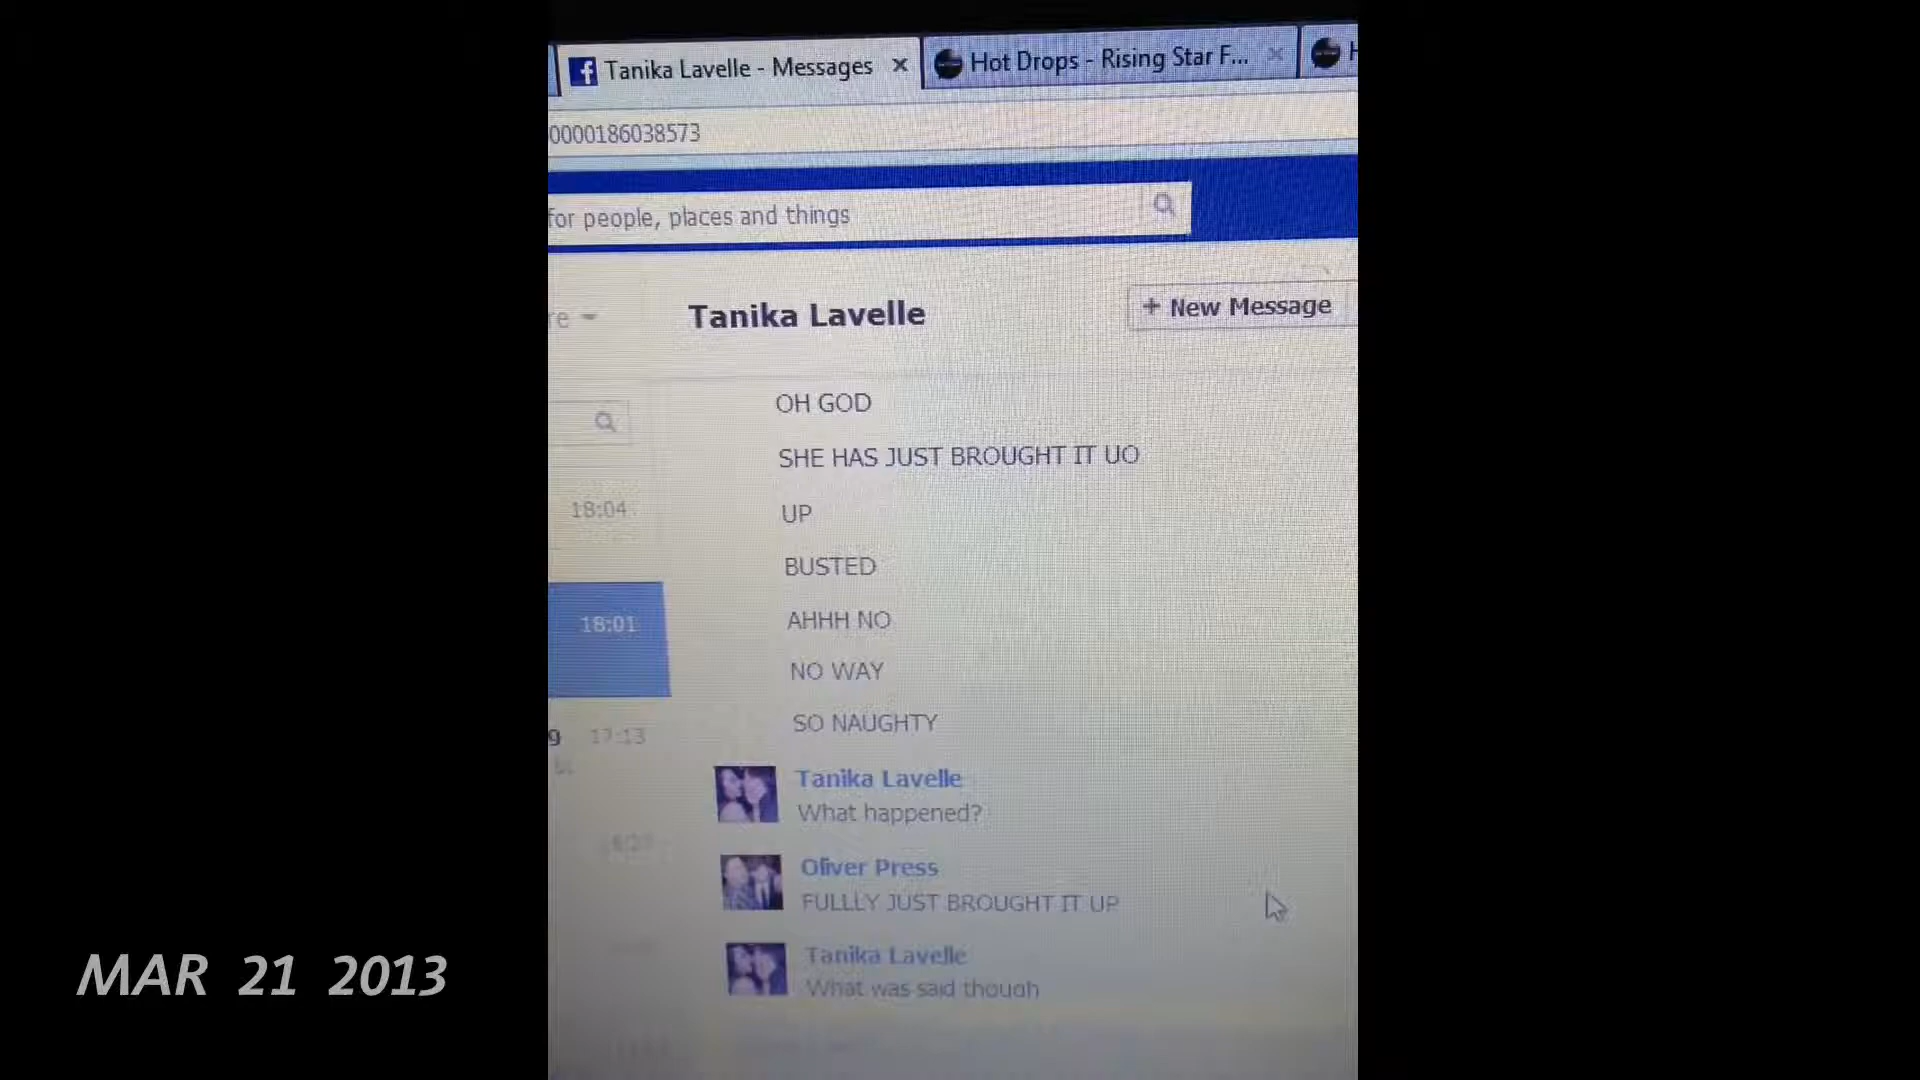 Tanika Lavelle - Messages
Hot Drops - Rising Star F...
0000186038573
for people, places and things
re
Tanika Lavelle
+ New Message
OH GOD
SHE HAS JUST BROUGHT IT UO
18:04
UP
BUSTED
AHHH NO
18:01
NO WAY
SO NAUGHTY
g 17:13
Tanika Lavelle
What happened?
Oliver Press
FULLLY JUST BROUGHT IT UP
Tanika Lavelle
What was said though
MAR 21 2013